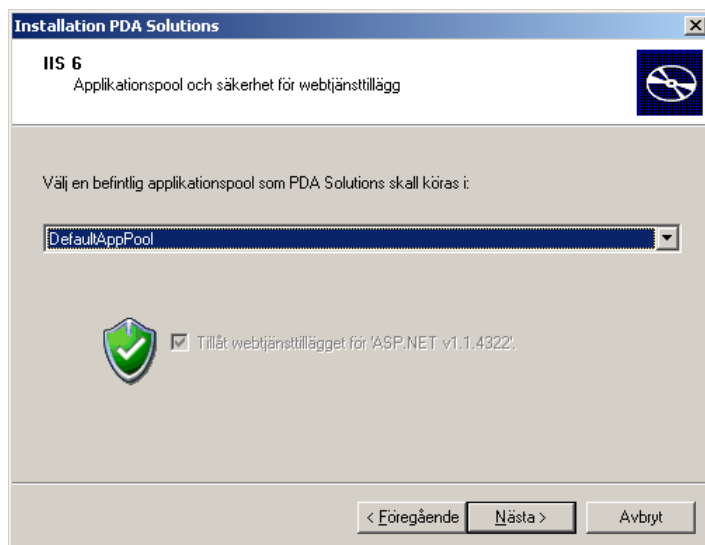 Installation PDA Solutions
IIS 6
Applikationspool och säkerhet för webtjänsttillägg
Välj en befintlig applikationspool som PDA Solutions skall köras i:
DefaultAppPool
Tillåt webtjänsttillägget för 'ASP.NET v1.1.4322'.
< Föregående
Nästa >
Avbryt